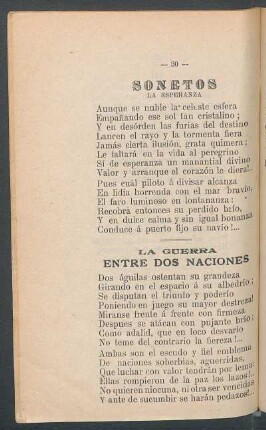 — 30 —
SONETOS
LA ESPERANZA
Aunque se nuble la celeste esfera
Empañando ese sol tan cristalino;
Y en desórden las furias del destino
Lancen el rayo y la tormenta fiera
Jamás cierta ilusión, grata quimera;
Le faltará en la vida al peregrino
Si de esperanza un manantial divino
Valor y arranque el corazón le diera!...
Pues cuál piloto á divisar alcanza
En lidia horrenda con el mar bravío,
El faro luminoso en lontananza:
Recobra entonces su perdido brío,
Y en dulce calma y sin igual bonanza
Conduce á puerto fijo su navío!...
LA GUERRA
ENTRE DOS NACIONES
Dos águilas ostentan su grandeza
Girando en el espacio á su albedrío;
Se disputan el triunfo y poderío
Poniendo en juego su mayor destreza!
Míranse frente á frente con firmeza
Despues se atácan con pujante brío;
Como adalid, que en loco desvarío
No teme del contrario la fiereza!...
Ambas son el escudo y fiel emblema
De naciones soberbias, aguerridas,
Que luchar con valor tendrán por lema
Ellas rompieron de la paz los lazos!...
No quieren ninguna, ni otra ser vencidas
Y ante de sucumbir se harán pedazos!...